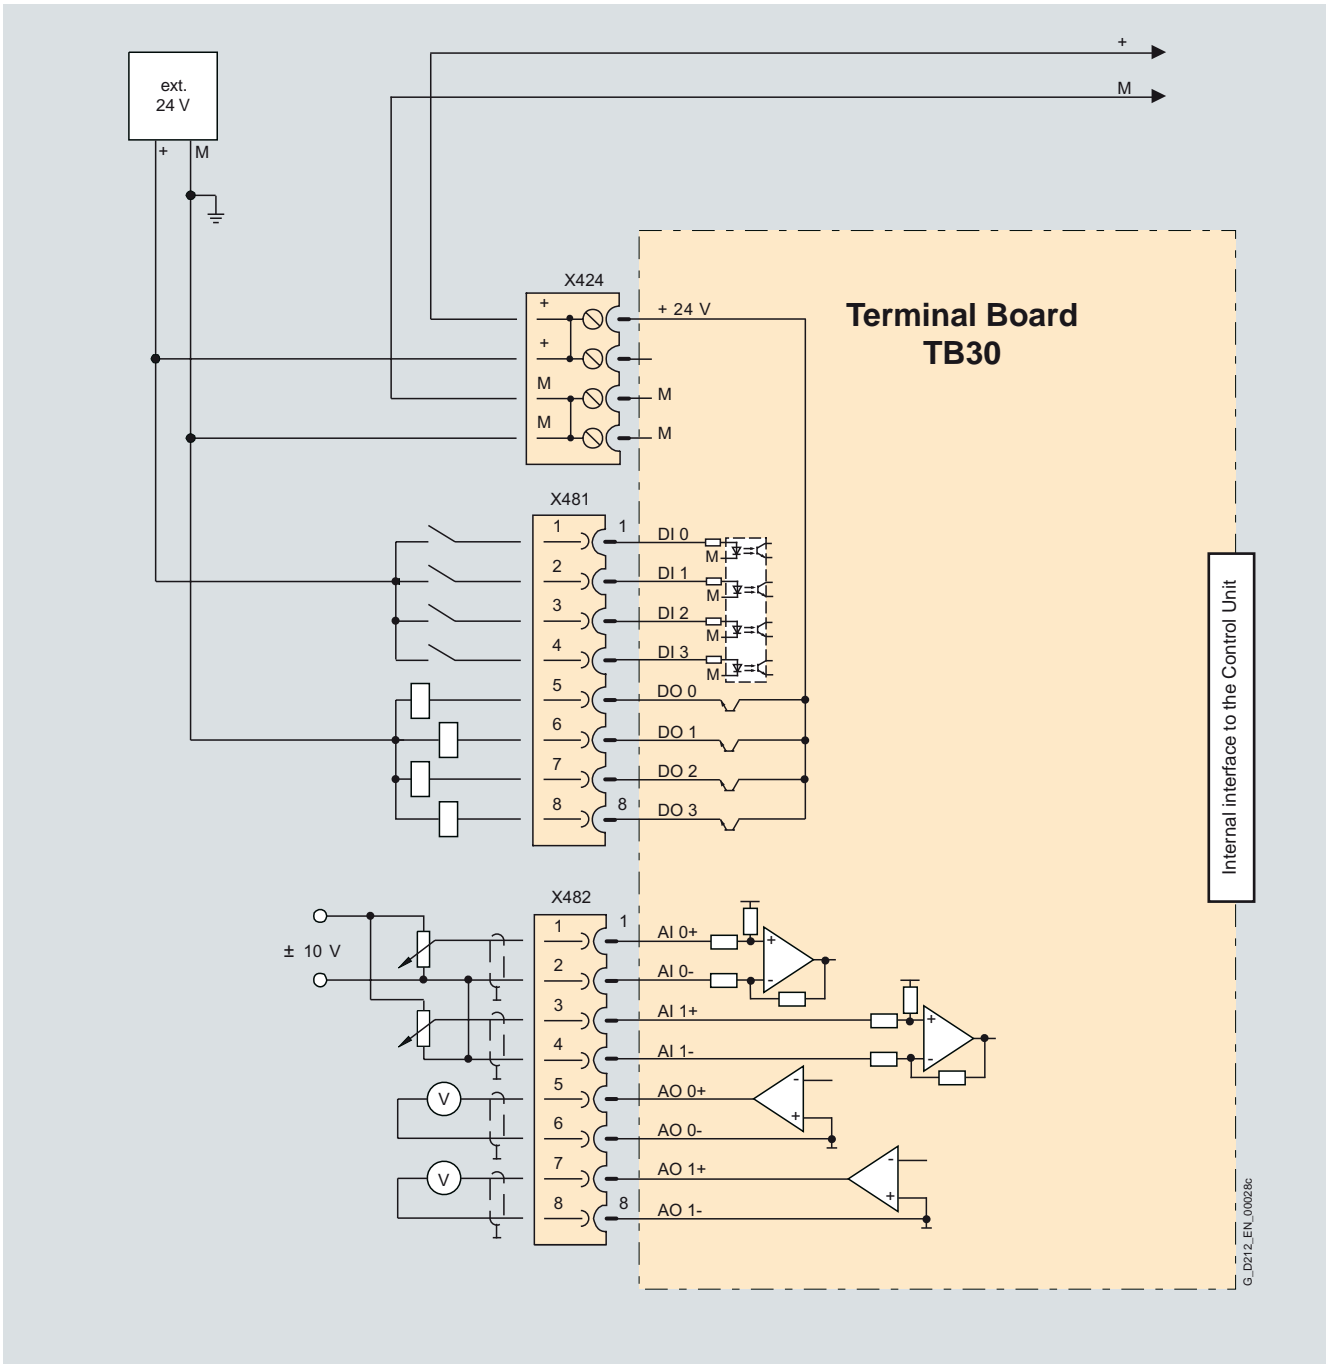 +
M
ext.
24 V
+
M
X424
+
+ 24 V
Terminal Board
TB30
+
M
M
M
M
X481
1
1
DI 0
M
2
DI 1
M
3
DI 2
M
4
DI 3
M
5
DO 0
6
DO 1
7
DO 2
8
8
DO 3
Internal interface to the Control Unit
X482
± 10 V
1
1
AI 0+
+
2
AI 0-
-
3
AI 1+
+
4
AI 1-
-
5
AO 0+
-
V
+
6
AO 0-
7
AO 1+
-
V
+
8
8
AO 1-
G_D212_EN_00028c